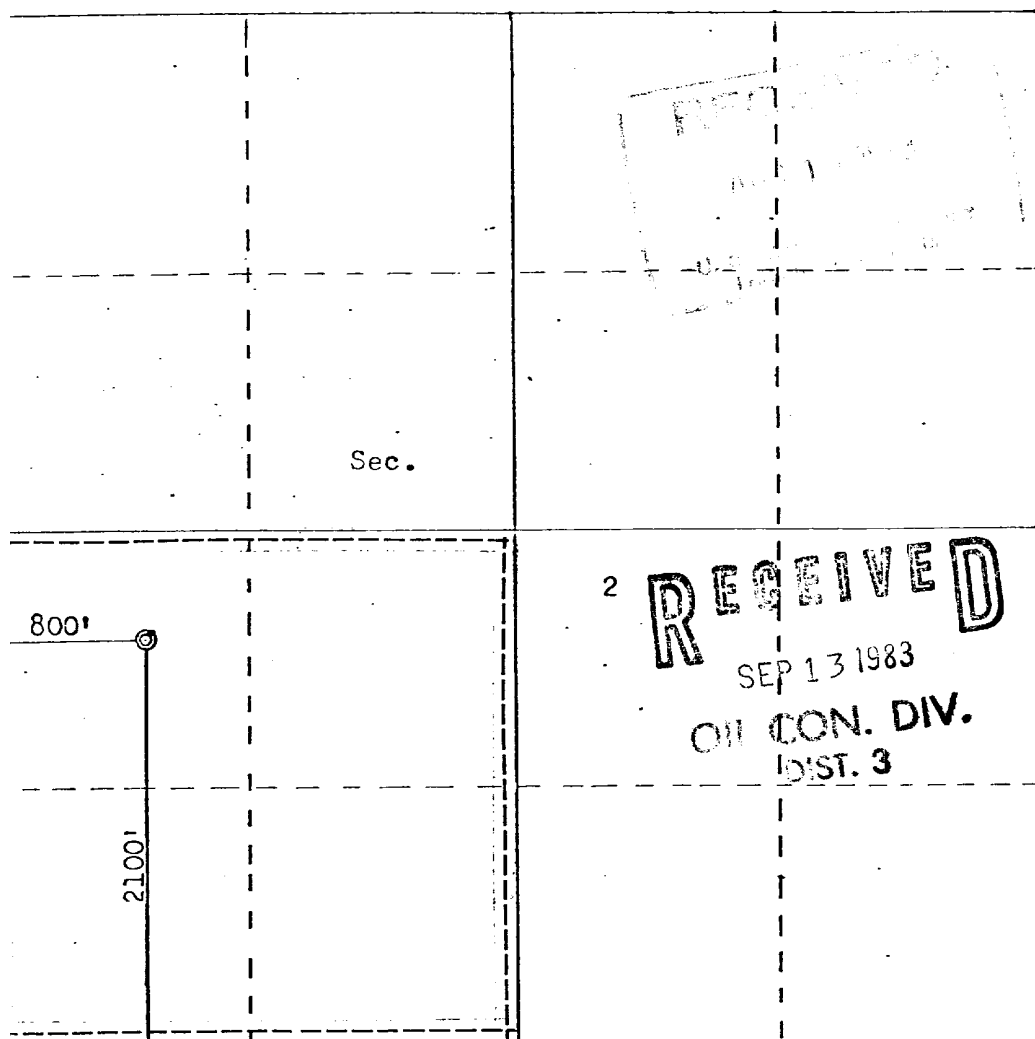 Sec.
2
RECEIVED
SEP 13 1983
OIL CON. DIV.
DIST. 3
800'
2100'